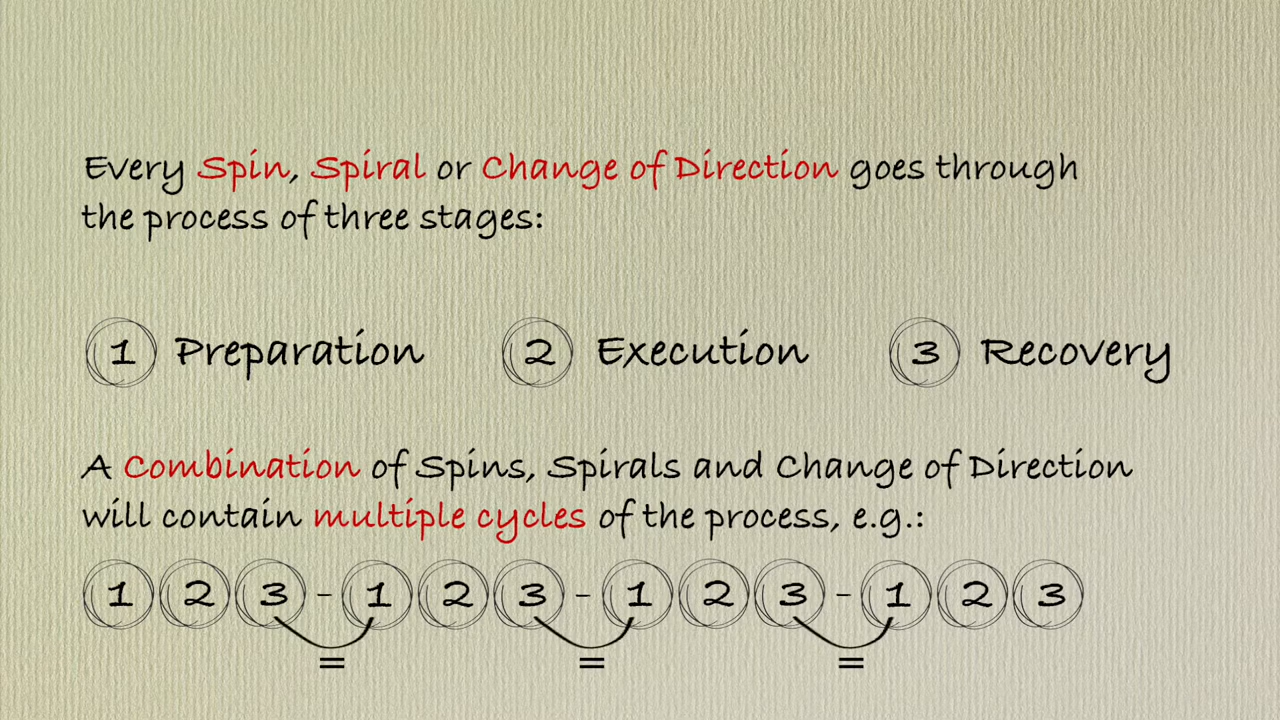 Every Spin, Spiral or Change of Direction goes through
the process of three stages:
1 Preparation 2 Execution 3 Recovery
A Combination of Spins, Spirals and Change of Direction
will contain multiple cycles of the process, e.g.:
1 2 3 - 1 2 3 - 1 2 3 - 1 2 3
= = =